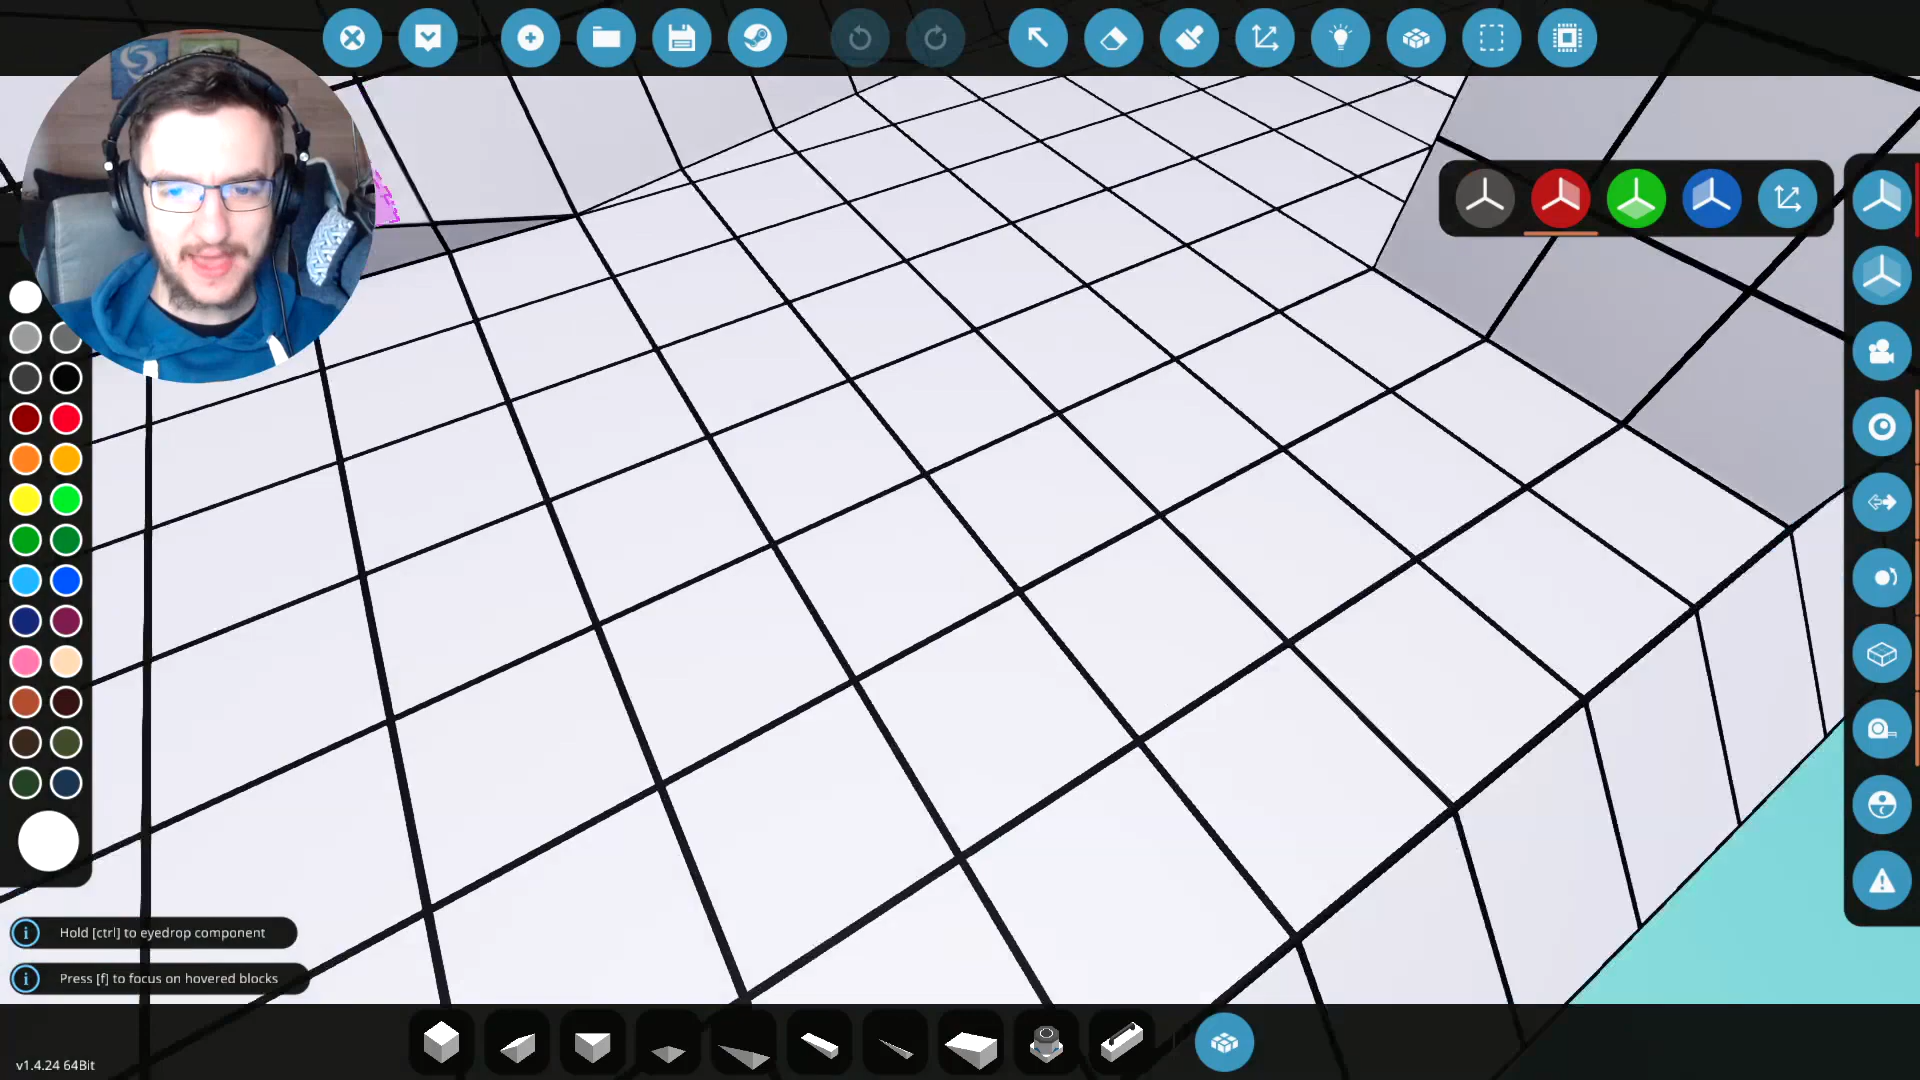 Hold [ctrl] to eyedrop component
Press [f] to focus on hovered blocks
v1.4.24 64Bit